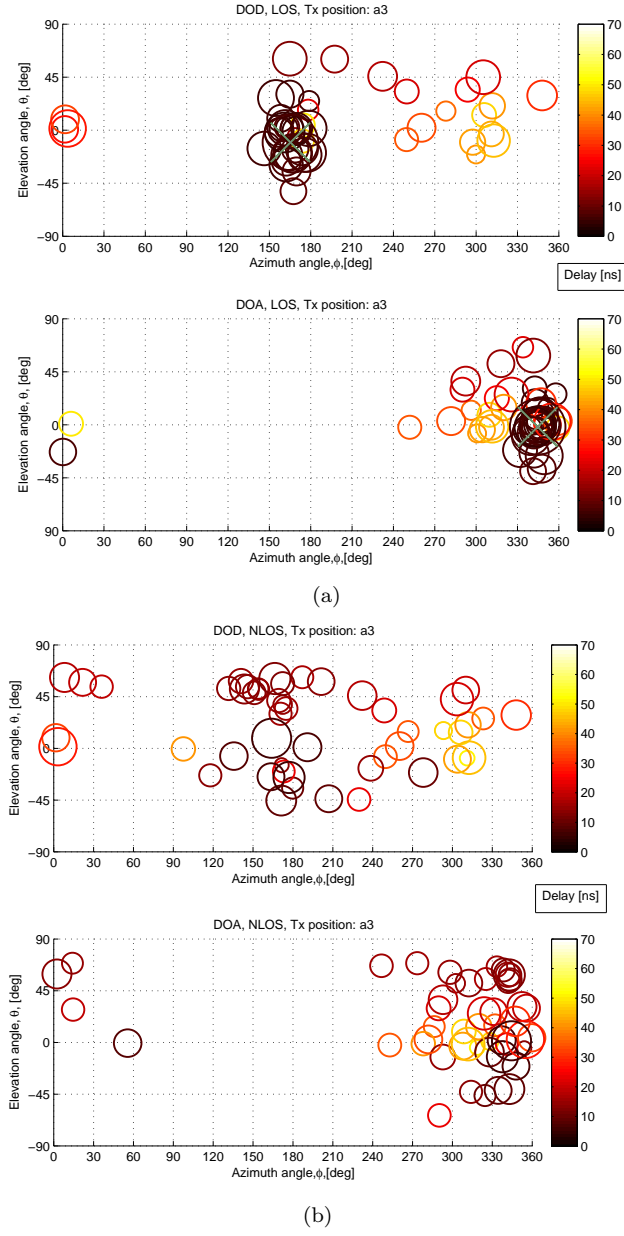 DOD, LOS, Tx position: a3
90
45
0
−45
−90
Elevation angle, θ, [deg]
0 30 60 90 120 150 180 210 240 270 300 330 360
Azimuth angle,ϕ,[deg]
70
60
50
40
30
20
10
0
Delay [ns]
DOA, LOS, Tx position: a3
90
45
0
−45
−90
Elevation angle, θ, [deg]
0 30 60 90 120 150 180 210 240 270 300 330 360
Azimuth angle,ϕ,[deg]
70
60
50
40
30
20
10
0
(a)
DOD, NLOS, Tx position: a3
90
45
0
−45
−90
Elevation angle, θ, [deg]
0 30 60 90 120 150 180 210 240 270 300 330 360
Azimuth angle,ϕ,[deg]
70
60
50
40
30
20
10
0
Delay [ns]
DOA, NLOS, Tx position: a3
90
45
0
−45
−90
Elevation angle, θ, [deg]
0 30 60 90 120 150 180 210 240 270 300 330 360
Azimuth angle,ϕ,[deg]
70
60
50
40
30
20
10
0
(b)